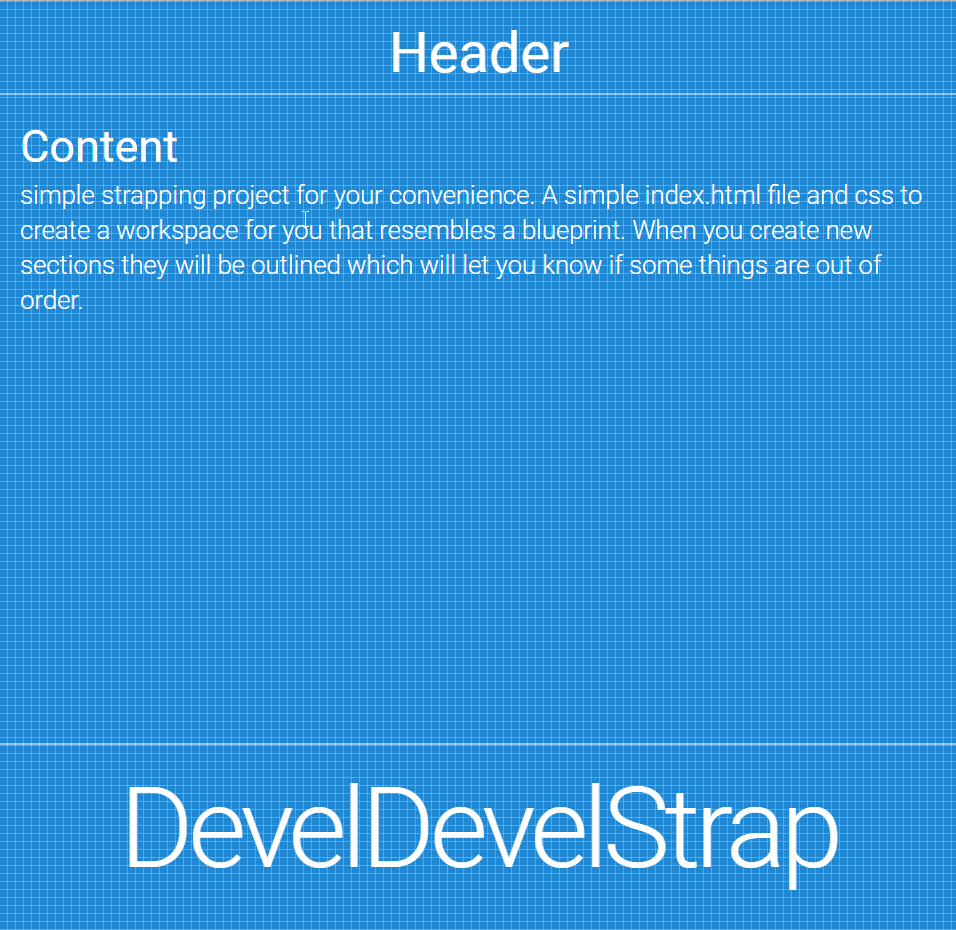 Header
Content
simple strapping project for your convenience. A simple index.html file and css to
create a workspace for you that resembles a blueprint. When you create new
sections they will be outlined which will let you know if some things are out of
order.
DevelDevelStrap